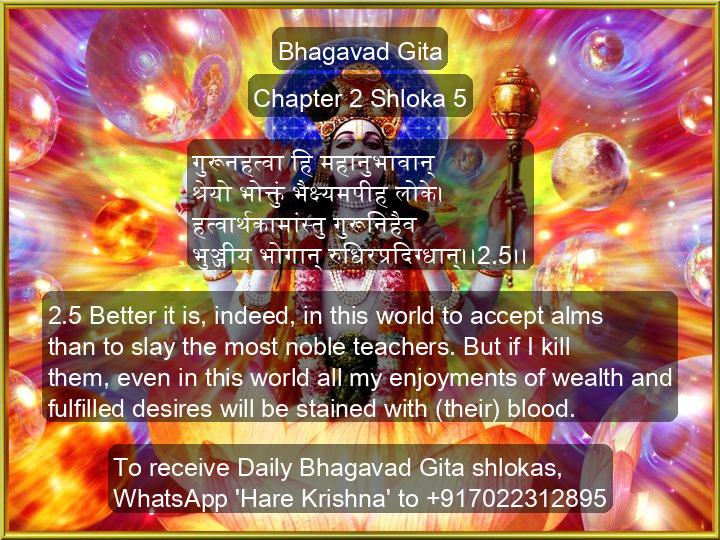 Bhagavad Gita
Chapter 2 Shloka 5
गुरूनहत्वा हि महानुभावान्
श्रेयो भोक्तुं भैक्ष्यमपीह लोके।
हत्वार्थकामांस्तु गुरूनिहैव
भुञ्जीय भोगान् रुधिरप्रदिग्धान्।।2.5।।
2.5 Better it is, indeed, in this world to accept alms
than to slay the most noble teachers. But if I kill
them, even in this world all my enjoyments of wealth and
fulfilled desires will be stained with (their) blood.
To receive Daily Bhagavad Gita shlokas,
WhatsApp 'Hare Krishna' to +917022312895